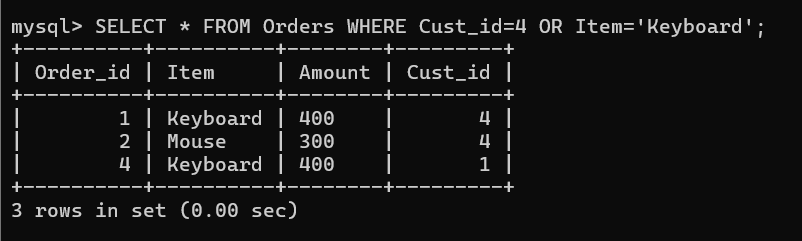 mysql> SELECT * FROM Orders WHERE Cust_id=4 OR Item='Keyboard';
+----------+----------+--------+---------+
| Order_id | Item     | Amount | Cust_id |
+----------+----------+--------+---------+
|        1 | Keyboard | 400    |       4 |
|        2 | Mouse    | 300    |       4 |
|        4 | Keyboard | 400    |       1 |
+----------+----------+--------+---------+
3 rows in set (0.00 sec)